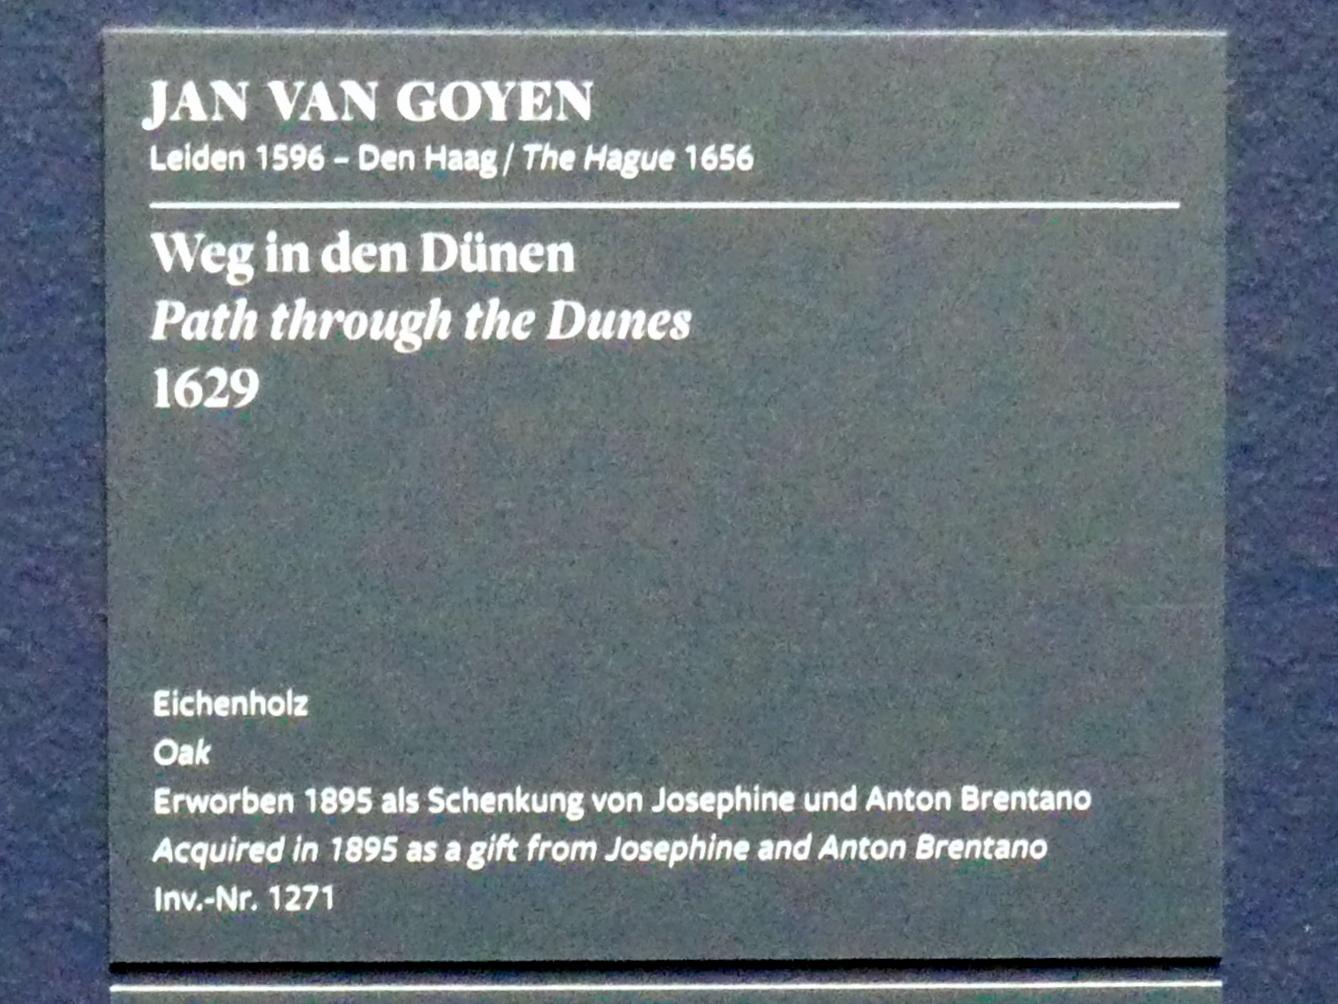 JAN VAN GOYEN
Leiden 1596 – Den Haag / The Hague 1656
Weg in den Dünen
Path through the Dunes
1629
Eichenholz
Oak
Erworben 1895 als Schenkung von Josephine und Anton Brentano
Acquired in 1895 as a gift from Josephine and Anton Brentano
Inv.-Nr. 1271